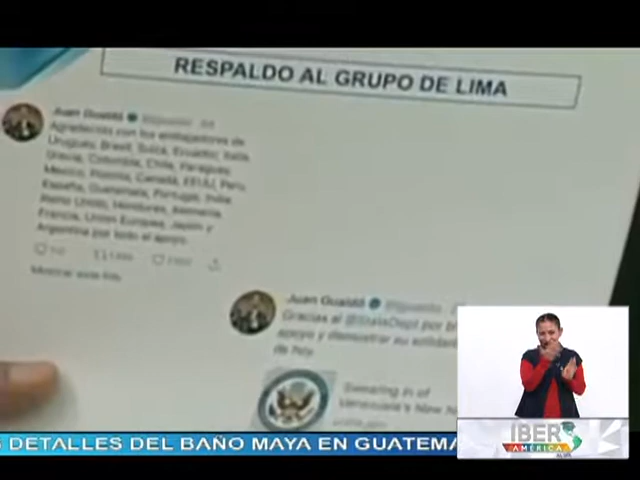 RESPALDO AL GRUPO DE LIMA
Juan Guaidó
Agradecido con los embajadores de
Uruguay, Brasil, Suiza, Ecuador, Italia,
Grecia, Colombia, Chile, Paraguay,
México, Polonia, Canadá, EEUU, Perú,
España, Guatemala, Portugal, India
Reino Unido, Honduras, Alemania,
Francia, Unión Europea, Japón y
Argentina por todo el apoyo.
Mostrar este hilo
Juan Guaidó
Gracias al @StateDept por
apoyo y demostrar su
de hoy
Swearing in of
Venezuela's New
DETALLES DEL BAÑO MAYA EN GUATEMA
IBER
AMÉRICA